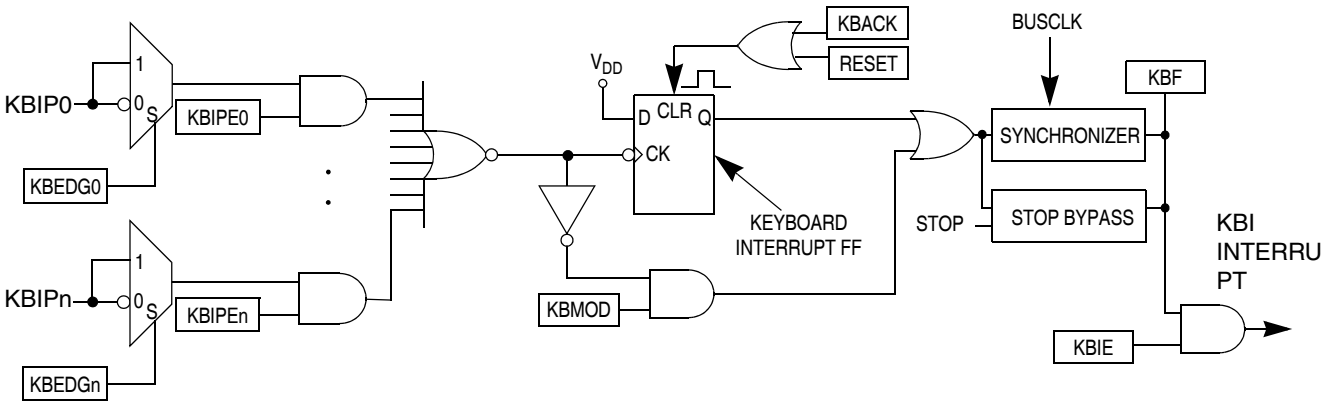 KBIP0
1
0
S
KBIPE0
KBEDG0
KBIPn
1
0
S
KBIPEn
KBEDGn
VDD
D CLR Q
CK
KBACK
RESET
KEYBOARD
INTERRUPT FF
KBMOD
BUSCLK
SYNCHRONIZER
STOP
STOP BYPASS
KBF
KBI
INTERRU
PT
KBIE